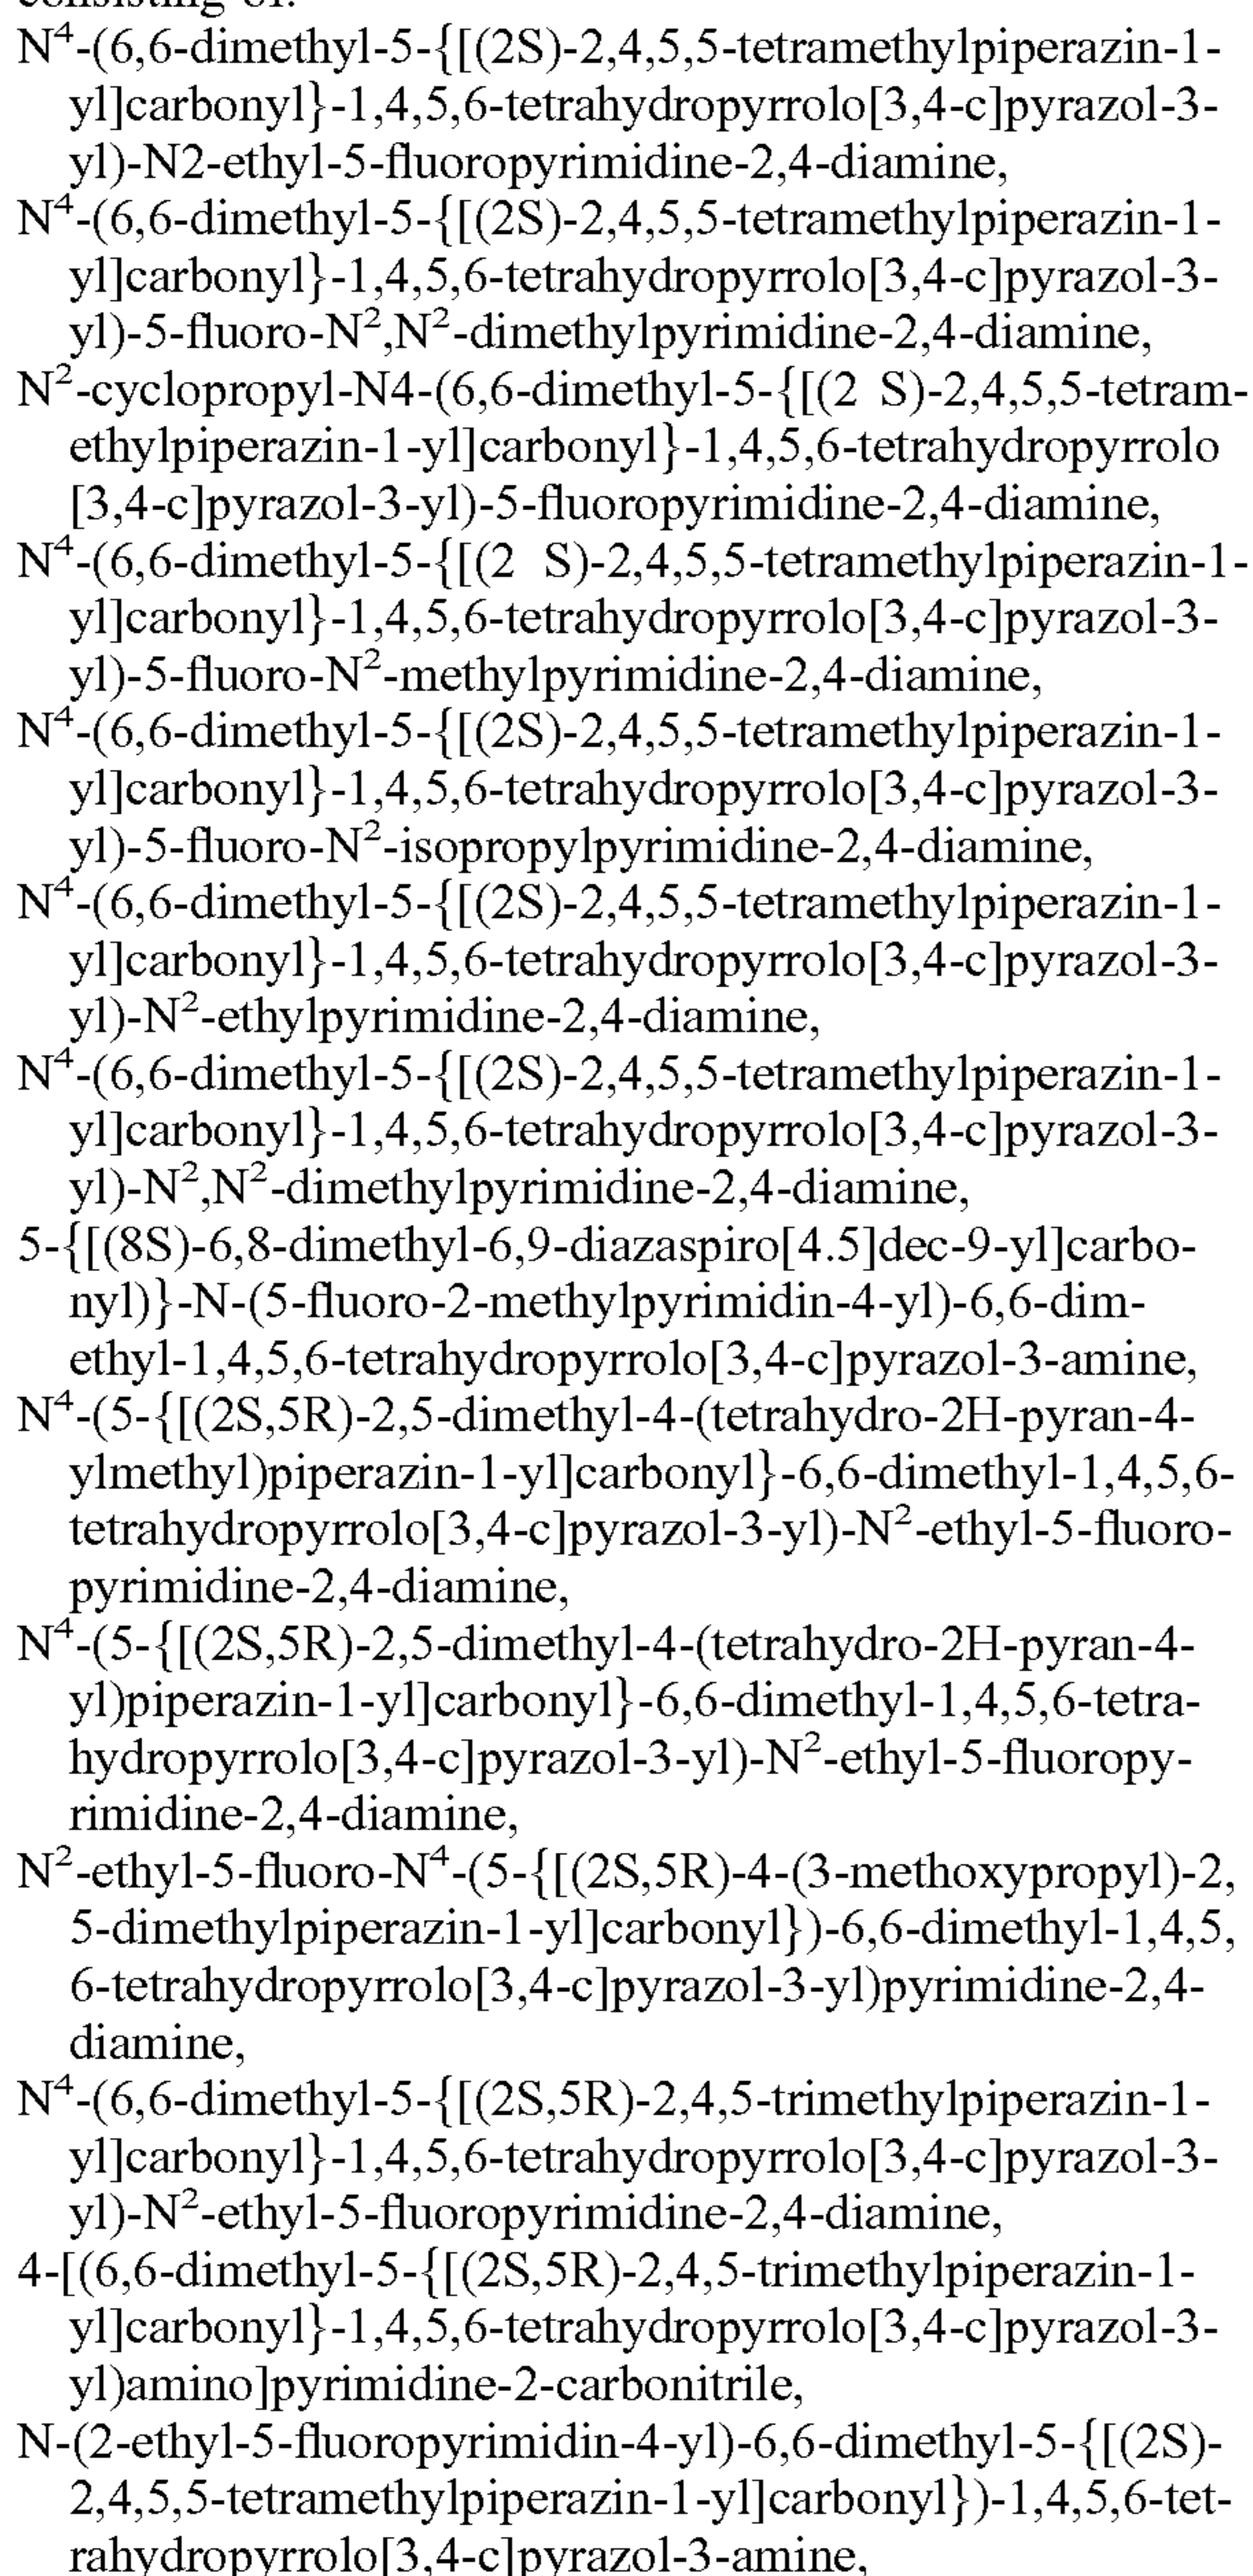 consisting of:
N⁴-(6,6-dimethyl-5-{[(2S)-2,4,5,5-tetramethylpiperazin-1-
yl]carbonyl}-1,4,5,6-tetrahydropyrrolo[3,4-c]pyrazol-3-
yl)-N2-ethyl-5-fluoropyrimidine-2,4-diamine,
N⁴-(6,6-dimethyl-5-{[(2S)-2,4,5,5-tetramethylpiperazin-1-
yl]carbonyl}-1,4,5,6-tetrahydropyrrolo[3,4-c]pyrazol-3-
yl)-5-fluoro-N²,N²-dimethylpyrimidine-2,4-diamine,
N²-cyclopropyl-N4-(6,6-dimethyl-5-{[(2 S)-2,4,5,5-tetram-
ethylpiperazin-1-yl]carbonyl}-1,4,5,6-tetrahydropyrrolo
[3,4-c]pyrazol-3-yl)-5-fluoropyrimidine-2,4-diamine,
N⁴-(6,6-dimethyl-5-{[(2 S)-2,4,5,5-tetramethylpiperazin-1-
yl]carbonyl}-1,4,5,6-tetrahydropyrrolo[3,4-c]pyrazol-3-
yl)-5-fluoro-N²-methylpyrimidine-2,4-diamine,
N⁴-(6,6-dimethyl-5-{[(2S)-2,4,5,5-tetramethylpiperazin-1-
yl]carbonyl}-1,4,5,6-tetrahydropyrrolo[3,4-c]pyrazol-3-
yl)-5-fluoro-N²-isopropylpyrimidine-2,4-diamine,
N⁴-(6,6-dimethyl-5-{[(2S)-2,4,5,5-tetramethylpiperazin-1-
yl]carbonyl}-1,4,5,6-tetrahydropyrrolo[3,4-c]pyrazol-3-
yl)-N²-ethylpyrimidine-2,4-diamine,
N⁴-(6,6-dimethyl-5-{[(2S)-2,4,5,5-tetramethylpiperazin-1-
yl]carbonyl}-1,4,5,6-tetrahydropyrrolo[3,4-c]pyrazol-3-
yl)-N²,N²-dimethylpyrimidine-2,4-diamine,
5-{[(8S)-6,8-dimethyl-6,9-diazaspiro[4.5]dec-9-yl]carbo-
nyl)}-N-(5-fluoro-2-methylpyrimidin-4-yl)-6,6-dim-
ethyl-1,4,5,6-tetrahydropyrrolo[3,4-c]pyrazol-3-amine,
N⁴-(5-{[(2S,5R)-2,5-dimethyl-4-(tetrahydro-2H-pyran-4-
ylmethyl)piperazin-1-yl]carbonyl}-6,6-dimethyl-1,4,5,6-
tetrahydropyrrolo[3,4-c]pyrazol-3-yl)-N²-ethyl-5-fluoro-
pyrimidine-2,4-diamine,
N⁴-(5-{[(2S,5R)-2,5-dimethyl-4-(tetrahydro-2H-pyran-4-
yl)piperazin-1-yl]carbonyl}-6,6-dimethyl-1,4,5,6-tetra-
hydropyrrolo[3,4-c]pyrazol-3-yl)-N²-ethyl-5-fluoropy-
rimidine-2,4-diamine,
N²-ethyl-5-fluoro-N⁴-(5-{[(2S,5R)-4-(3-methoxypropyl)-2,
5-dimethylpiperazin-1-yl]carbonyl})-6,6-dimethyl-1,4,5,
6-tetrahydropyrrolo[3,4-c]pyrazol-3-yl)pyrimidine-2,4-
diamine,
N⁴-(6,6-dimethyl-5-{[(2S,5R)-2,4,5-trimethylpiperazin-1-
yl]carbonyl}-1,4,5,6-tetrahydropyrrolo[3,4-c]pyrazol-3-
yl)-N²-ethyl-5-fluoropyrimidine-2,4-diamine,
4-[(6,6-dimethyl-5-{[(2S,5R)-2,4,5-trimethylpiperazin-1-
yl]carbonyl}-1,4,5,6-tetrahydropyrrolo[3,4-c]pyrazol-3-
yl)amino]pyrimidine-2-carbonitrile,
N-(2-ethyl-5-fluoropyrimidin-4-yl)-6,6-dimethyl-5-{[(2S)-
2,4,5,5-tetramethylpiperazin-1-yl]carbonyl})-1,4,5,6-tet-
rahydropyrrolo[3,4-c]pyrazol-3-amine,